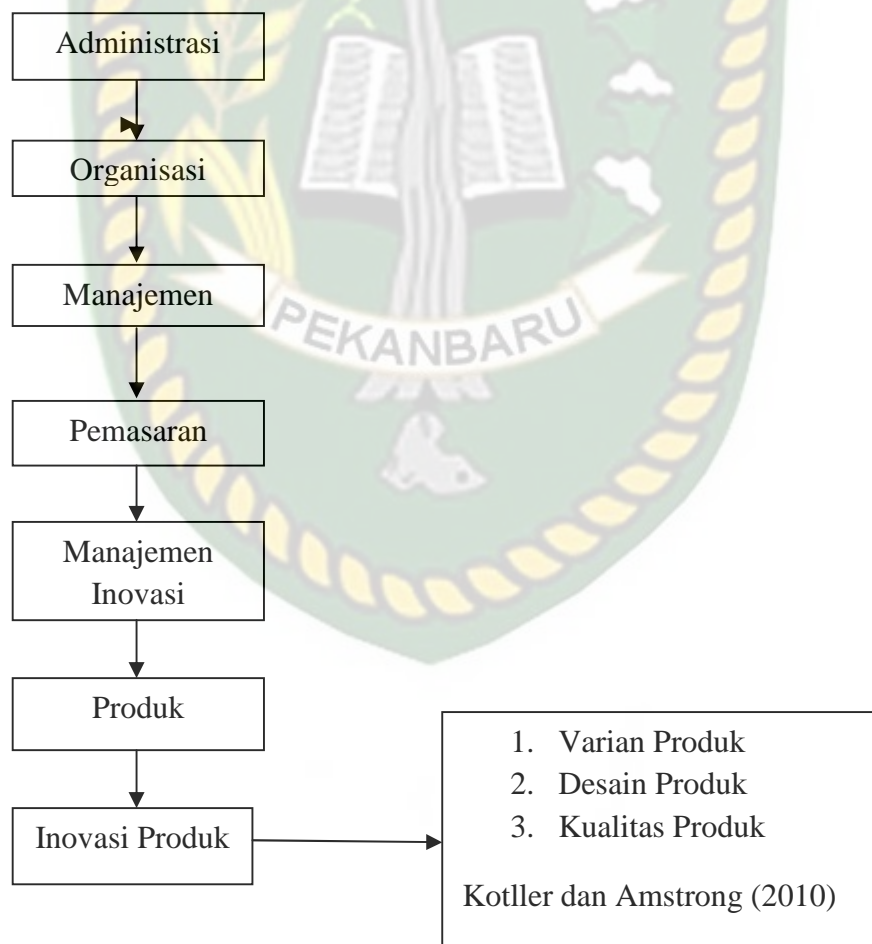 Administrasi
Organisasi
Manajemen
PEKANBARU
Pemasaran
Manajemen
Inovasi
Produk
1. Varian Produk
2. Desain Produk
3. Kualitas Produk
Inovasi Produk
Kotller dan Amstrong (2010)